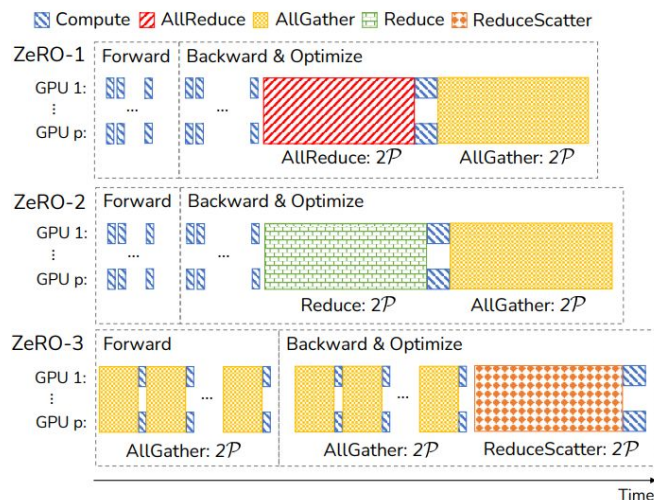 Compute AllReduce AllGather Reduce ReduceScatter
ZeRO-1 Forward Backward & Optimize
GPU 1:
⋮ ... ...
GPU p:
AllReduce: 2𝒫 AllGather: 2𝒫
ZeRO-2 Forward Backward & Optimize
GPU 1:
⋮ ... ...
GPU p:
Reduce: 2𝒫 AllGather: 2𝒫
ZeRO-3 Forward Backward & Optimize
GPU 1:
⋮ ... ...
GPU p:
AllGather: 2𝒫 AllGather: 2𝒫 ReduceScatter: 2𝒫
Time